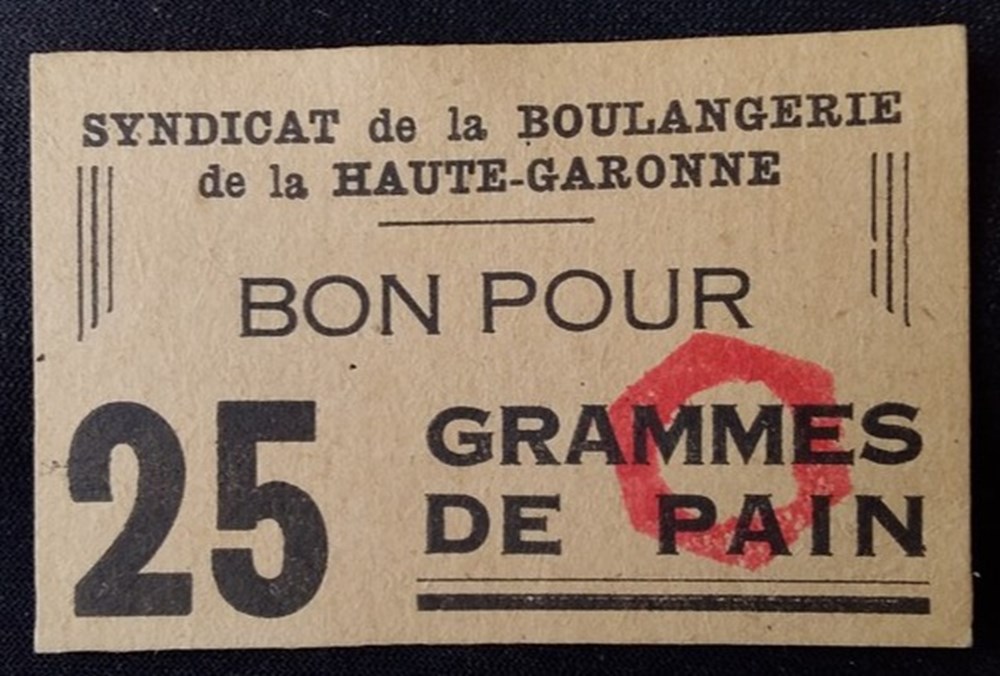 SYNDICAT de la BOULANGERIE
de la HAUTE-GARONNE
BON POUR
25 GRAMMES
DE PAIN